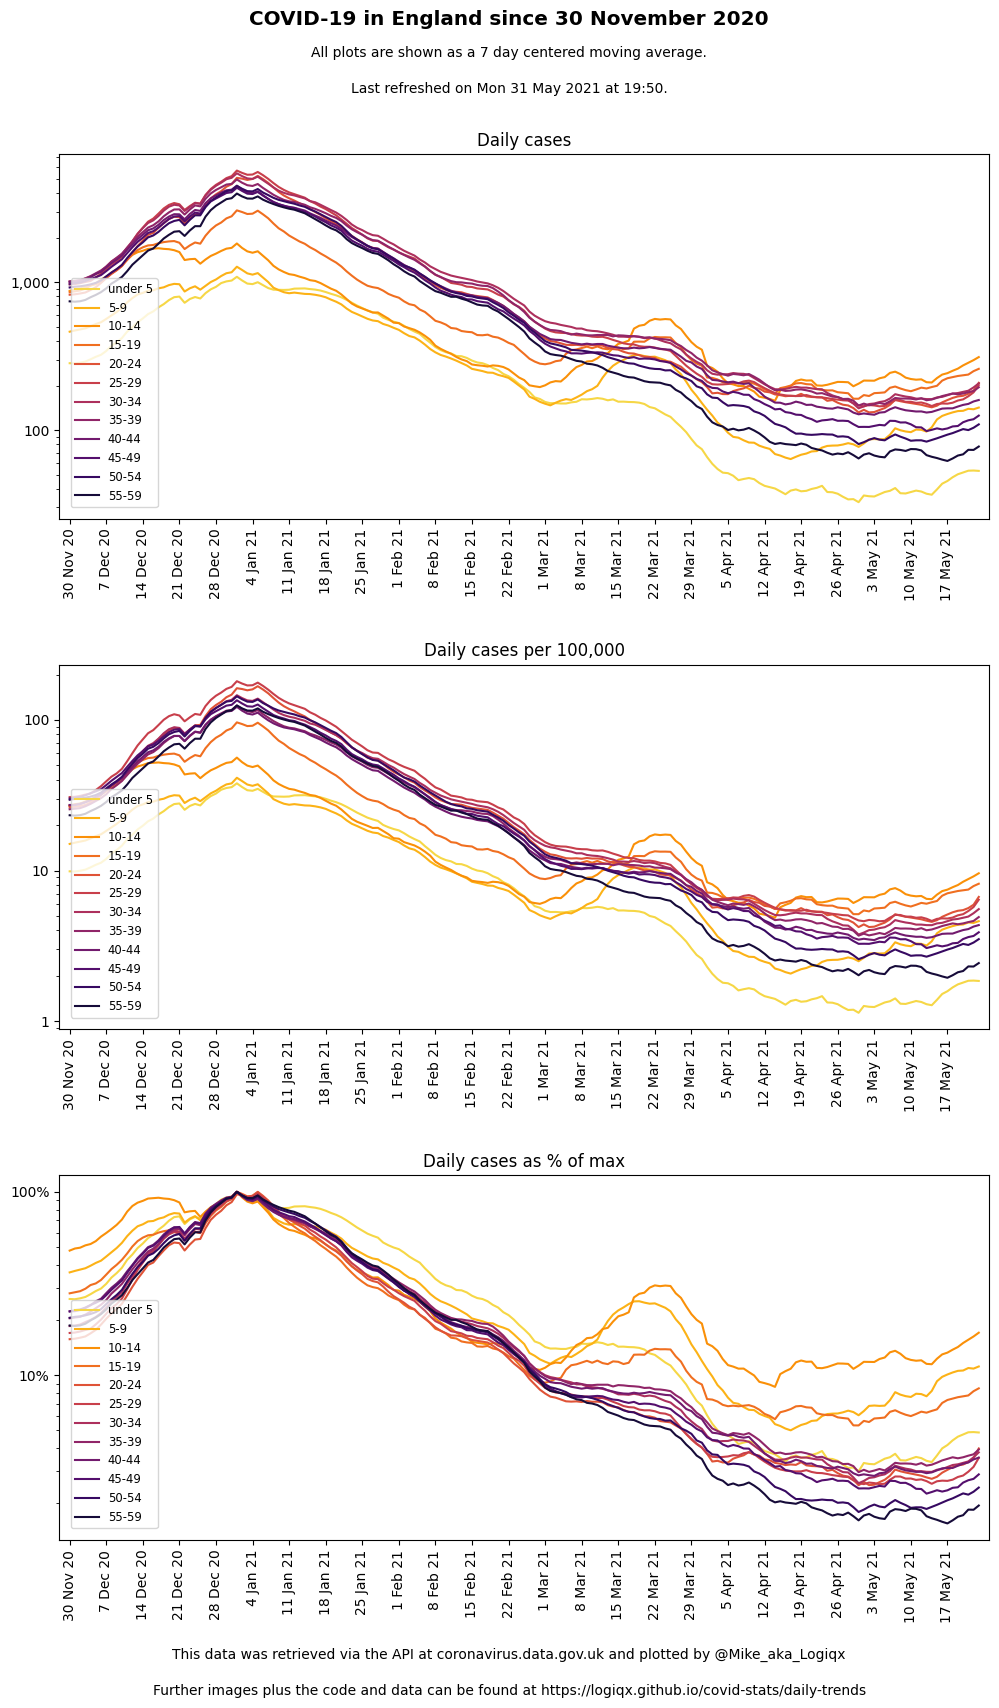 COVID-19 in England since 30 November 2020
All plots are shown as a 7 day centered moving average.
Last refreshed on Mon 31 May 2021 at 19:50.
Daily cases
1,000
100
under 5
5-9
10-14
15-19
20-24
25-29
30-34
35-39
40-44
45-49
50-54
55-59
30 Nov 20
7 Dec 20
14 Dec 20
21 Dec 20
28 Dec 20
4 Jan 21
11 Jan 21
18 Jan 21
25 Jan 21
1 Feb 21
8 Feb 21
15 Feb 21
22 Feb 21
1 Mar 21
8 Mar 21
15 Mar 21
22 Mar 21
29 Mar 21
5 Apr 21
12 Apr 21
19 Apr 21
26 Apr 21
3 May 21
10 May 21
17 May 21
Daily cases per 100,000
100
10
1
under 5
5-9
10-14
15-19
20-24
25-29
30-34
35-39
40-44
45-49
50-54
55-59
30 Nov 20
7 Dec 20
14 Dec 20
21 Dec 20
28 Dec 20
4 Jan 21
11 Jan 21
18 Jan 21
25 Jan 21
1 Feb 21
8 Feb 21
15 Feb 21
22 Feb 21
1 Mar 21
8 Mar 21
15 Mar 21
22 Mar 21
29 Mar 21
5 Apr 21
12 Apr 21
19 Apr 21
26 Apr 21
3 May 21
10 May 21
17 May 21
Daily cases as % of max
100%
10%
under 5
5-9
10-14
15-19
20-24
25-29
30-34
35-39
40-44
45-49
50-54
55-59
30 Nov 20
7 Dec 20
14 Dec 20
21 Dec 20
28 Dec 20
4 Jan 21
11 Jan 21
18 Jan 21
25 Jan 21
1 Feb 21
8 Feb 21
15 Feb 21
22 Feb 21
1 Mar 21
8 Mar 21
15 Mar 21
22 Mar 21
29 Mar 21
5 Apr 21
12 Apr 21
19 Apr 21
26 Apr 21
3 May 21
10 May 21
17 May 21
This data was retrieved via the API at coronavirus.data.gov.uk and plotted by @Mike_aka_Logiqx
Further images plus the code and data can be found at https://logiqx.github.io/covid-stats/daily-trends